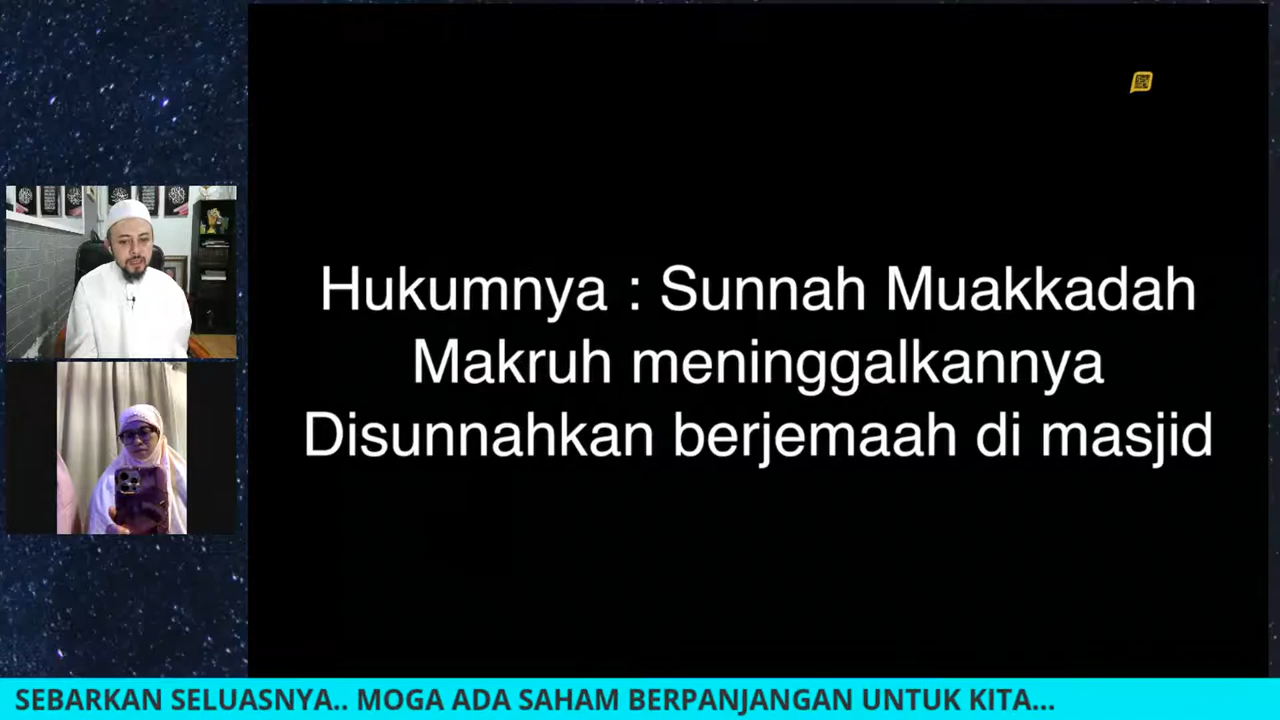 Hukumnya : Sunnah Muakkadah
Makruh meninggalkannya
Disunnahkan berjemaah di masjid
SEBARKAN SELUASNYA.. MOGA ADA SAHAM BERPANJANGAN UNTUK KITA...